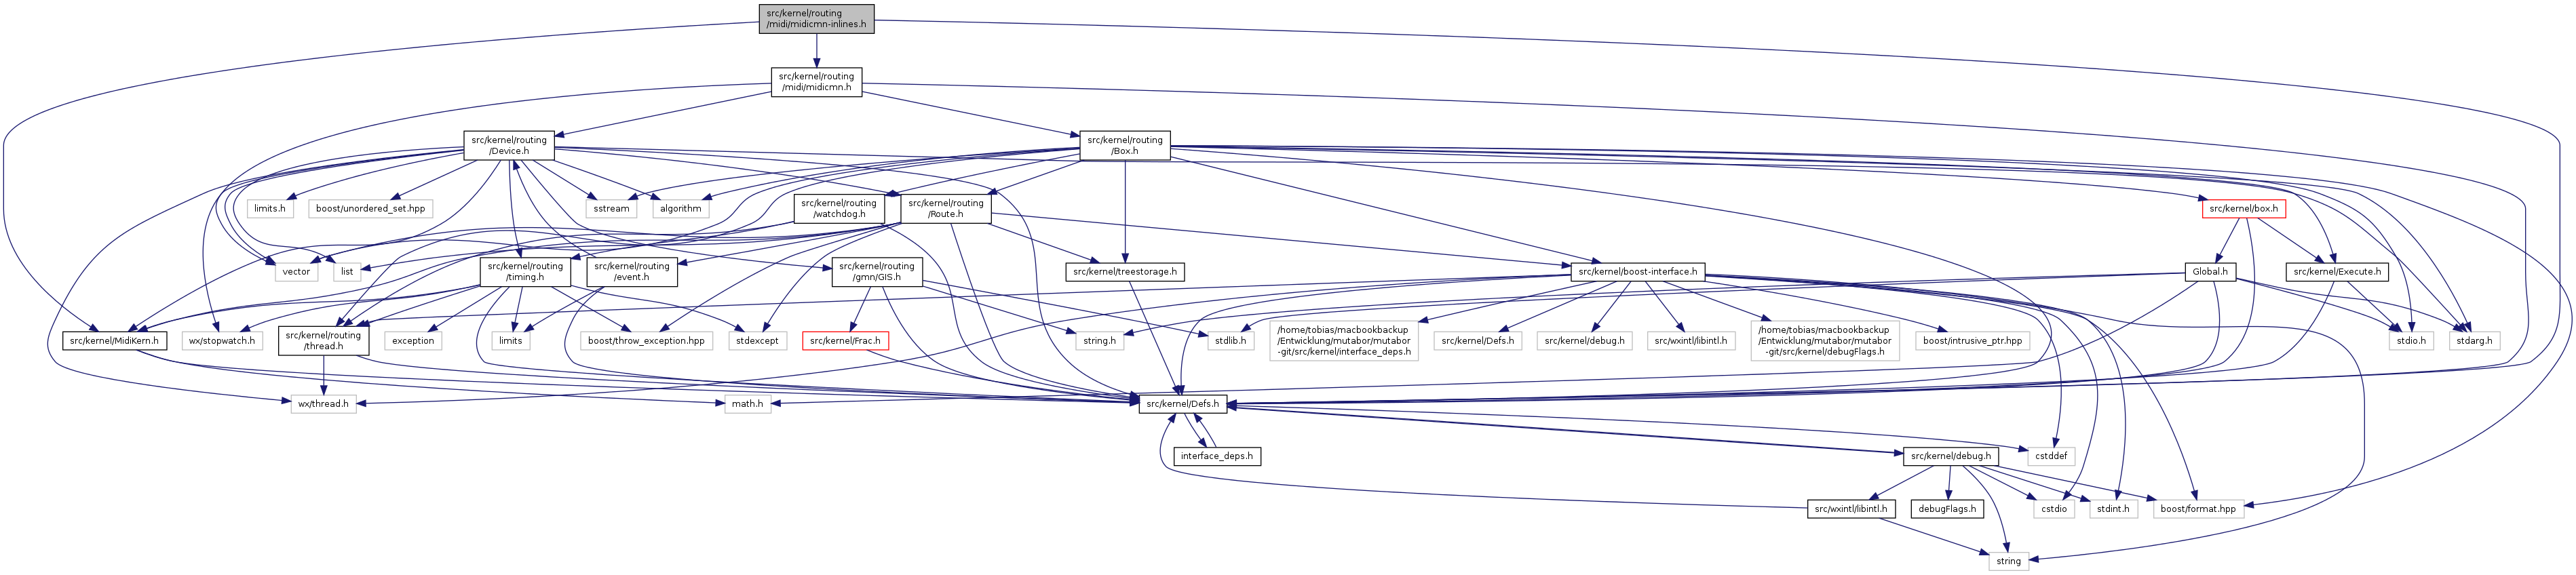 src/kernel/routing
/midi/midicmn-inlines.h
src/kernel/routing
/midi/midicmn.h
src/kernel/routing
/Device.h
src/kernel/routing
/Box.h
limits.h
boost/unordered_set.hpp
sstream
algorithm
src/kernel/routing
/watchdog.h
src/kernel/routing
/Route.h
src/kernel/box.h
vector
list
src/kernel/routing
/timing.h
src/kernel/routing
/event.h
src/kernel/routing
/gmn/GIS.h
src/kernel/treestorage.h
src/kernel/boost-interface.h
Global.h
src/kernel/Execute.h
src/kernel/MidiKern.h
wx/stopwatch.h
src/kernel/routing
/thread.h
exception
limits
boost/throw_exception.hpp
stdexcept
src/kernel/Frac.h
string.h
stdlib.h
/home/tobias/macbookbackup
/Entwicklung/mutabor/mutabor
-git/src/kernel/interface_deps.h
src/kernel/Defs.h
src/kernel/debug.h
src/wxintl/libintl.h
/home/tobias/macbookbackup
/Entwicklung/mutabor/mutabor
-git/src/kernel/debugFlags.h
boost/intrusive_ptr.hpp
stdio.h
stdarg.h
wx/thread.h
math.h
src/kernel/Defs.h
interface_deps.h
src/kernel/debug.h
cstddef
src/wxintl/libintl.h
debugFlags.h
cstdio
stdint.h
boost/format.hpp
string